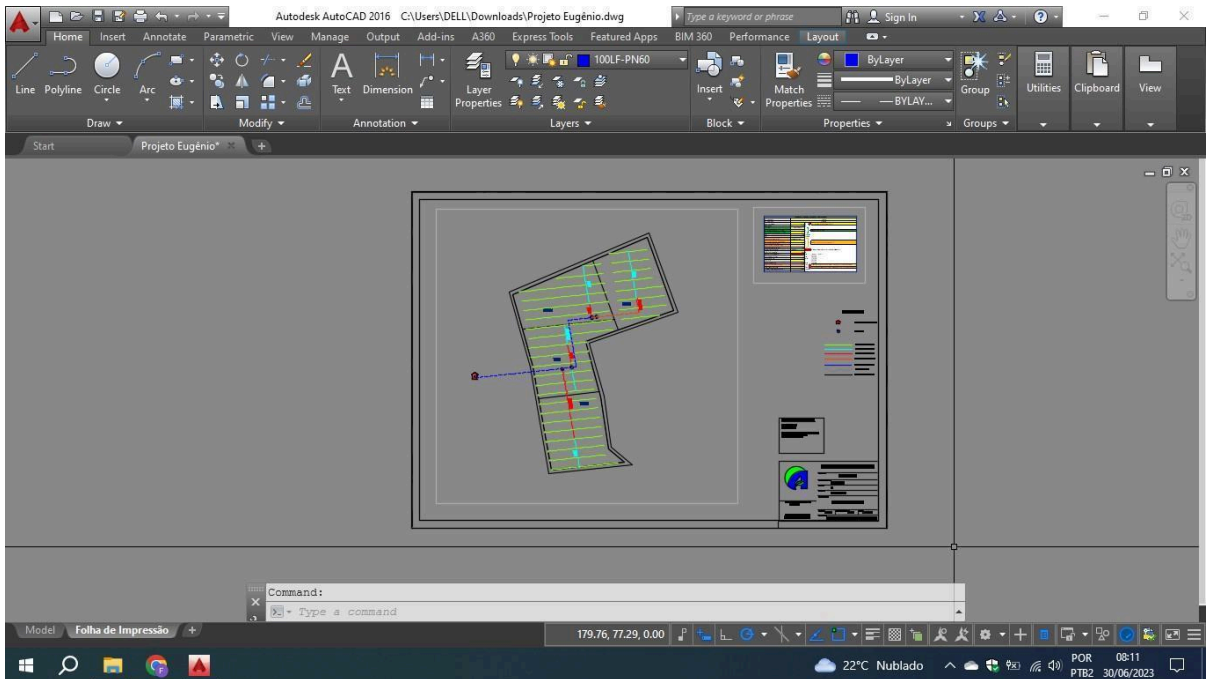 Autodesk AutoCAD 2016 C:\Users\DELL\Downloads\Projeto Eugênio.dwg
Type a keyword or phrase
Sign In
Home Insert Annotate Parametric View Manage Output Add-ins A360 Express Tools Featured Apps BIM 360 Performance Layout
Line Polyline Circle Arc
Text Dimension
Layer Properties
100LF-PN60
Insert
Match Properties
ByLayer
ByLayer
BYLAY...
Group
Utilities Clipboard View
Draw Modify Annotation Layers Block Properties Groups
Start Projeto Eugênio*
Command:
Type a command
Model Folha de Impressão
179.76, 77.29, 0.00
22°C Nublado
POR
PTB2
08:11
30/06/2023